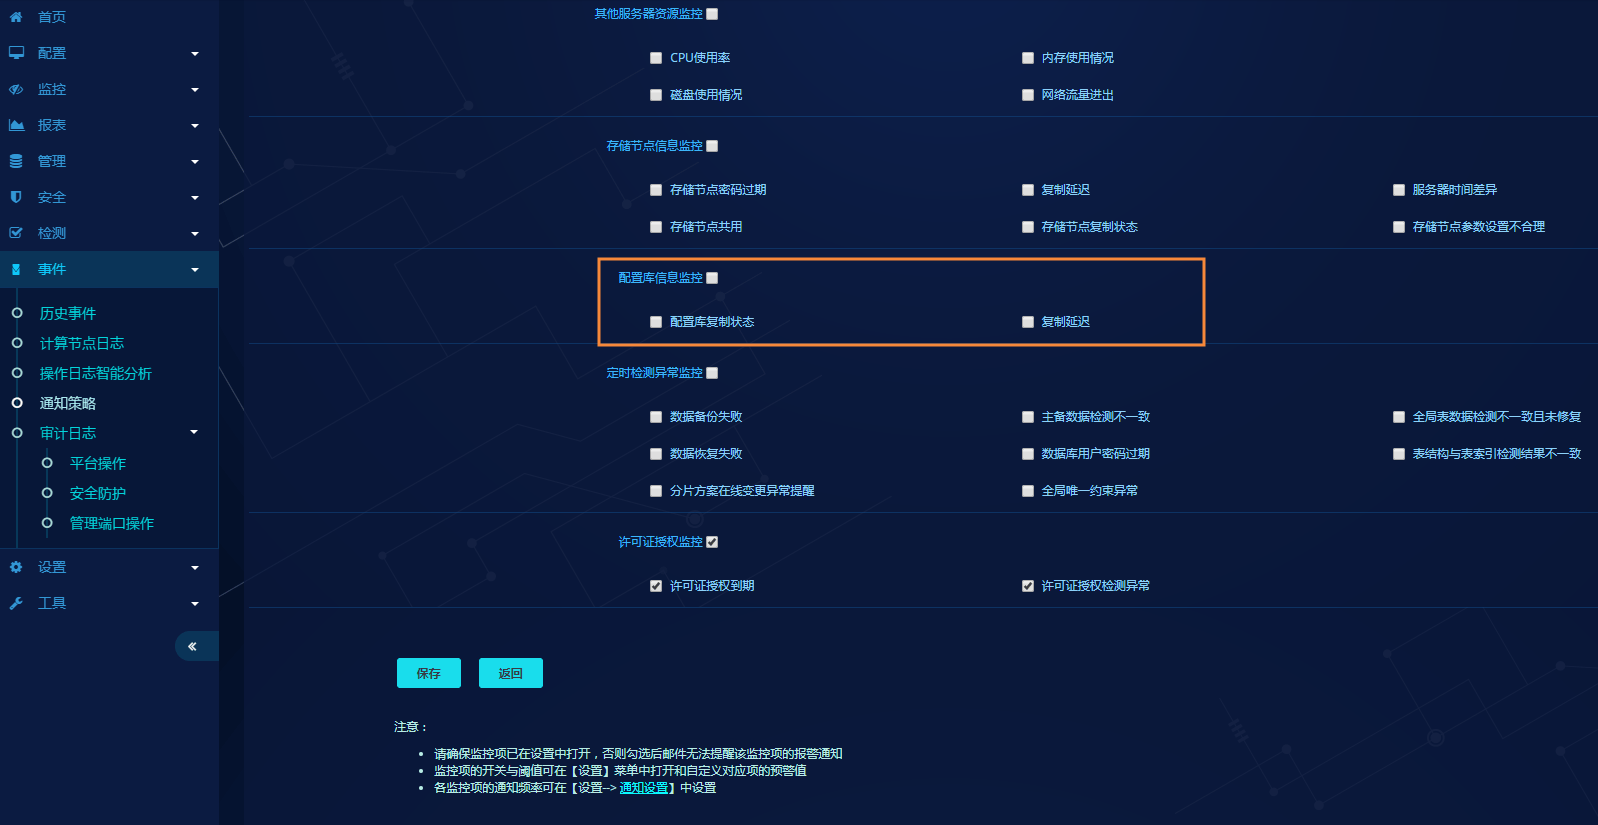 首页
配置
监控
报表
管理
安全
检测
事件
历史事件
计算节点日志
操作日志智能分析
通知策略
审计日志
平台操作
安全防护
管理端口操作
设置
工具
其他服务器资源监控
CPU使用率 内存使用情况
磁盘使用情况 网络流量进出
存储节点信息监控
存储节点密码过期 复制延迟 服务器时间差异
存储节点共用 存储节点复制状态 存储节点参数设置不合理
配置库信息监控
配置库复制状态 复制延迟
定时检测异常监控
数据备份失败 主备数据检测不一致 全局表数据检测不一致且未修复
数据恢复失败 数据库用户密码过期 表结构与表索引检测结果不一致
分片方案在线变更异常提醒 全局唯一约束异常
许可证授权监控
许可证授权到期 许可证授权检测异常
保存 返回
注意：
请确保监控项已在设置中打开，否则勾选后邮件无法提醒该监控项的报警通知
监控项的开关与阈值可在【设置】菜单中打开和自定义对应项的预警值
各监控项的通知频率可在【设置--> 通知设置】中设置